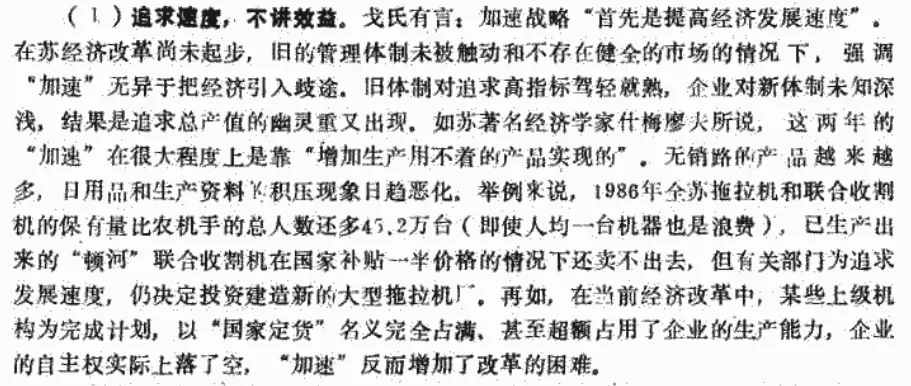 (1)追求速度，不讲效益。戈氏有言：加速战略“首先是提高经济发展速度”。
在苏经济改革尚未起步，旧的管理体制未被触动和不存在健全的市场的情况下，强调
“加速”无异于把经济引入歧途。旧体制对追求高指标驾轻就熟，企业对新体制未知深
浅，结果是追求总产值的幽灵重又出现。如苏著名经济学家什梅廖夫所说，这两年的
“加速”在很大程度上是靠“增加生产用不着的产品实现的”。无销路的产品越来越
多，日用品和生产资料的积压现象日趋恶化。举例来说，1986年全苏拖拉机和联合收割
机的保有量比农机手的总人数还多45.2万台(即使人均一台机器也是浪费)，已生产出
来的“顿河”联合收割机在国家补贴一半价格的情况下还卖不出去，但有关部门为追求
发展速度，仍决定投资建造新的大型拖拉机厂。再如，在当前经济改革中，某些上级机
构为完成计划，以“国家定货”名义完全占满、甚至超额占用了企业的生产能力，企业
的自主权实际上落了空，“加速”反而增加了改革的困难。